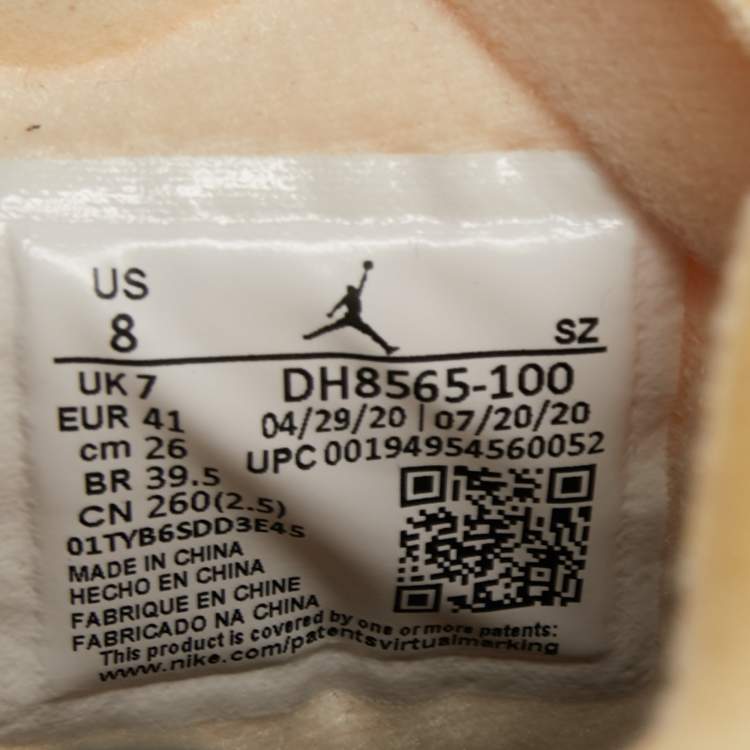 US
8
SZ
UK 7
EUR 41
cm 26
BR 39.5
CN 260(2.5)
01TYB6SDD3E45
DH8565-100
04/29/20 | 07/20/20
UPC 00194954560052
MADE IN CHINA
HECHO EN CHINA
FABRIQUE EN CHINE
FABRICADO NA CHINA
This product is covered by one or more patents:
www.nike.com/patentsvirtualmarking